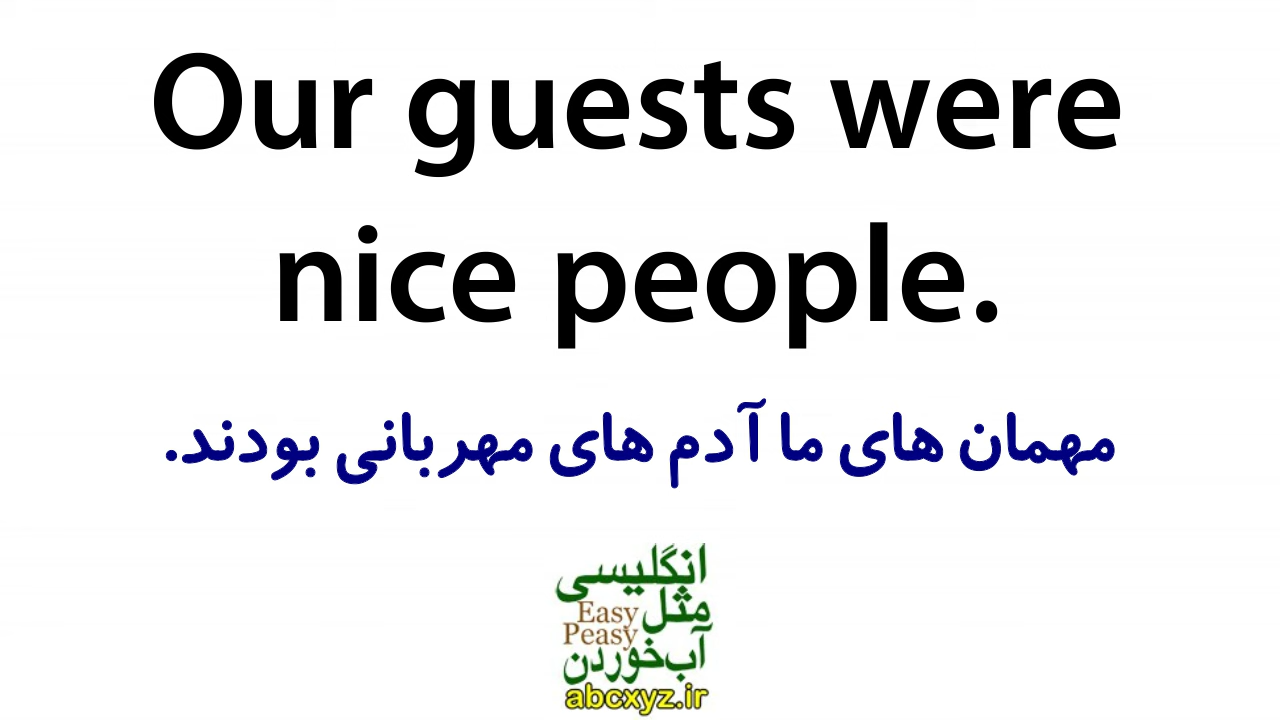 Our guests were
nice people.
مهمان های ما آدم های مهربانی بودند.
انگلیسی
مثل
Easy
Peasy
آب‌خوردن
abcxyz.ir